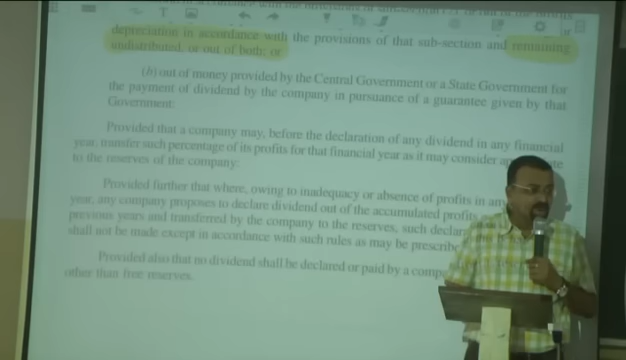 depreciation in accordance with the provisions of that sub-section and remaining
undistributed, or out of both; or
(b) out of money provided by the Central Government or a State Government for
the payment of dividend by the company in pursuance of a guarantee given by that
Government:
Provided that a company may, before the declaration of any dividend in any financial
year, transfer such percentage of its profits for that financial year as it may consider
to the reserves of the company:
Provided further that where, owing to inadequacy or absence of profits in any
year, any company proposes to declare dividend out of the accumulated profits
previous years and transferred by the company to the reserves, such
shall not be made except in accordance with such rules as may be
Provided also that no dividend shall be declared or paid by a
other than free reserves.